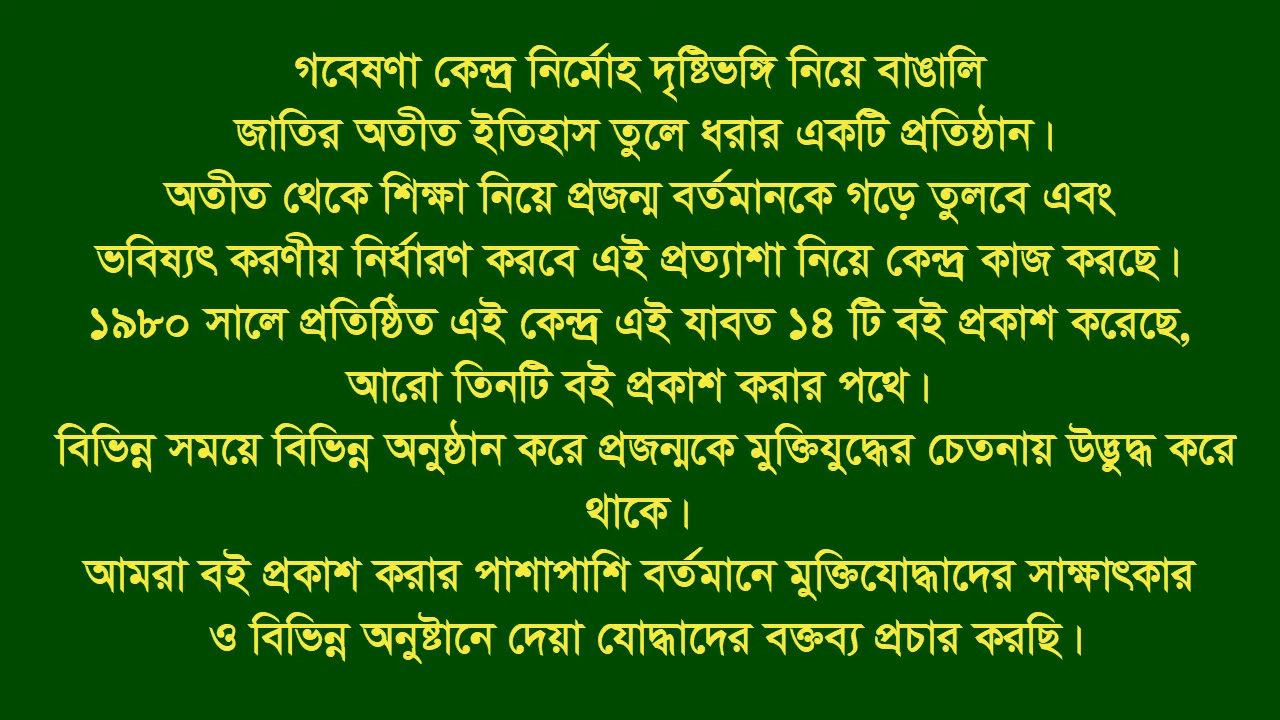 গবেষণা কেন্দ্র নির্মোহ দৃষ্টিভঙ্গি নিয়ে বাঙালি
জাতির অতীত ইতিহাস তুলে ধরার একটি প্রতিষ্ঠান।
অতীত থেকে শিক্ষা নিয়ে প্রজন্ম বর্তমানকে গড়ে তুলবে এবং
ভবিষ্যৎ করণীয় নির্ধারণ করবে এই প্রত্যাশা নিয়ে কেন্দ্র কাজ করছে।
১৯৮০ সালে প্রতিষ্ঠিত এই কেন্দ্র এই যাবত ১৪ টি বই প্রকাশ করেছে,
আরো তিনটি বই প্রকাশ করার পথে।
বিভিন্ন সময়ে বিভিন্ন অনুষ্ঠান করে প্রজন্মকে মুক্তিযুদ্ধের চেতনায় উদ্ভুদ্ধ করে
থাকে।
আমরা বই প্রকাশ করার পাশাপাশি বর্তমানে মুক্তিযোদ্ধাদের সাক্ষাৎকার
ও বিভিন্ন অনুষ্টানে দেয়া যোদ্ধাদের বক্তব্য প্রচার করছি।